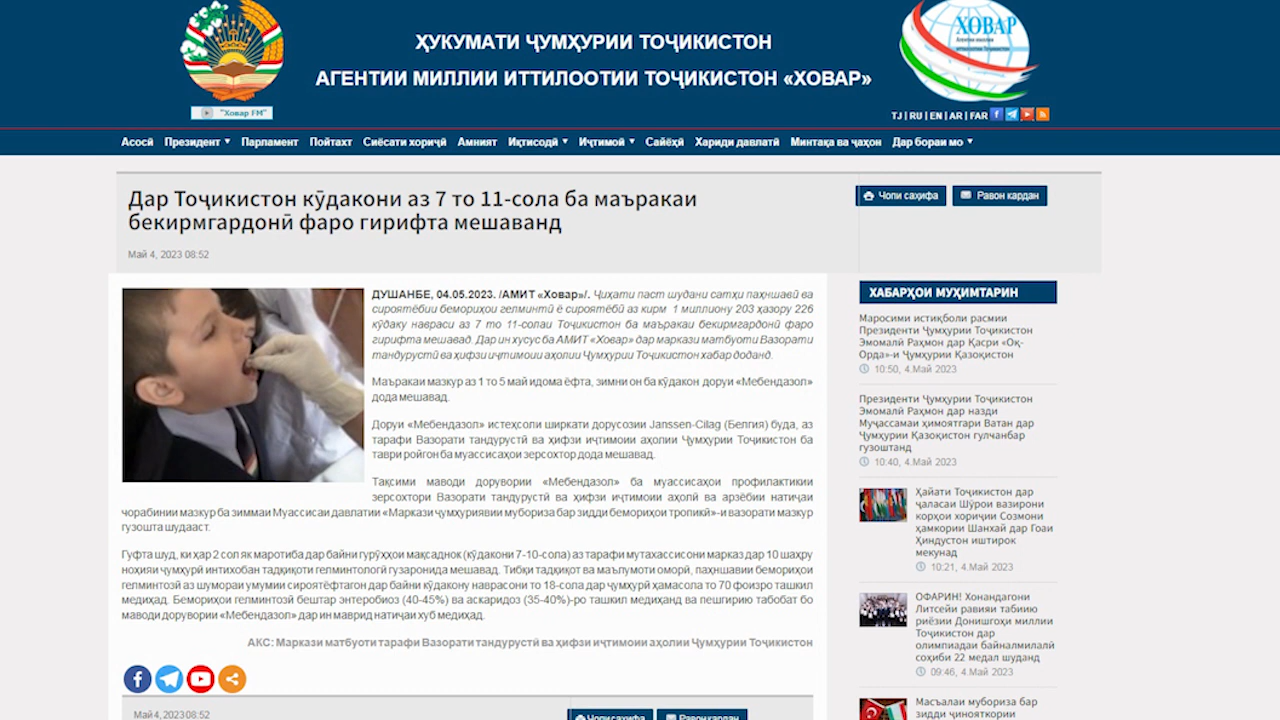 ҲУКУМАТИ ҶУМҲУРИИ ТОҶИКИСТОН
АГЕНТИИ МИЛЛИИ ИТТИЛООТИИ ТОҶИКИСТОН «ХОВАР»
ХОВАР
"Ховар FM"
TJ | RU | EN | AR | FAR
Асосӣ Президент Парламент Пойтахт Сиёсати хориҷӣ Амният Иқтисодӣ Иҷтимоӣ Сайёҳӣ Хариди давлатӣ Минтақа ва ҷаҳон Дар бораи мо
Дар Тоҷикистон кӯдакони аз 7 то 11-сола ба маъракаи
бекирмгардонӣ фаро гирифта мешаванд
Май 4, 2023 08:52
Чопи саҳифа Равон кардан
ДУШАНБЕ, 04.05.2023. /АМИТ «Ховар»/. Ҷиҳати паст шудани сатҳи паҳншавӣ ва
сироятёбии бемориҳои гелминтӣ ё сироятёбӣ аз кирм 1 миллиону 203 ҳазору 226
кӯдаку навраси аз 7 то 11-солаи Тоҷикистон ба маъракаи бекирмгардонӣ фаро
гирифта мешавад. Дар ин хусус ба АМИТ «Ховар» дар маркази матбуоти Вазорати
тандурустӣ ва ҳифзи иҷтимоии аҳолии Ҷумҳурии Тоҷикистон хабар доданд.
Маъракаи мазкур аз 1 то 5 май идома ёфта, зимни он ба кӯдакон доруи «Мебендазол»
дода мешавад.
Доруи «Мебендазол» истеҳсоли ширкати дорусозии Janssen-Cilag (Белгия) буда, аз
тарафи Вазорати тандурустӣ ва ҳифзи иҷтимоии аҳолии Ҷумҳурии Тоҷикистон ба
таври ройгон ба муассисаҳои зерсохтор дода мешавад.
Тақсими маводи дорувории «Мебендазол» ба муассисаҳои профилактикии
зерсохтори Вазорати тандурустӣ ва ҳифзи иҷтимоии аҳолӣ ва арзёбии натиҷаи
чорабинии мазкур ба зиммаи Муассисаи давлатии «Маркази ҷумҳуриявии мубориза бар зидди бемориҳои тропикӣ»-и вазорати мазкур
гузошта шудааст.
Гуфта шуд, ки ҳар 2 сол як маротиба дар байни гурӯҳҳои мақсаднок (кӯдакони 7-10-сола) аз тарафи мутахассисони марказ дар 10 шаҳру
ноҳияи ҷумҳурӣ интихобан тадқиқоти гелминтологӣ гузаронида мешавад. Тибқи тадқиқот ва маълумоти оморӣ, паҳншавии бемориҳои
гелминтозӣ аз шумораи умумии сироятёфтагон дар байни кӯдакону наврасони то 18-сола дар ҷумҳурӣ ҳамасола то 70 фоизро ташкил
медиҳад. Бемориҳои гелминтозӣ бештар энтеробиоз (40-45%) ва аскаридоз (35-40%)-ро ташкил медиҳанд ва пешгирию табобат бо
маводи дорувории «Мебендазол» дар ин маврид натиҷаи хуб медиҳад.
АКС: Маркази матбуоти тарафи Вазорати тандурустӣ ва ҳифзи иҷтимоии аҳолии Ҷумҳурии Тоҷикистон
Май 4, 2023 08:52
Чопи саҳифа Равон кардан
ХАБАРҲОИ МУҲИМТАРИН
Маросими истиқболи расмии
Президенти Ҷумҳурии Тоҷикистон
Эмомалӣ Раҳмон дар Қасри «Оқ-
Орда»-и Ҷумҳурии Қазоқистон
10:50, 4.Май 2023
Президенти Ҷумҳурии Тоҷикистон
Эмомалӣ Раҳмон дар назди
Муҷассамаи ҳимоятгари Ватан дар
Ҷумҳурии Қазоқистон гулчанбар
гузоштанд
10:40, 4.Май 2023
Ҳайати Тоҷикистон дар
ҷаласаи Шӯрои вазирони
корҳои хориҷии Созмони
ҳамкории Шанхай дар Гоаи
Ҳиндустон иштирок
мекунад
10:21, 4.Май 2023
ОФАРИН! Хонандагони
Литсейи равияи табиию
риёзии Донишгоҳи миллии
Тоҷикистон дар
олимпиадаи байналмилалӣ
соҳиби 22 медал шуданд
09:46, 4.Май 2023
Масъалаи мубориза бар
зидди ҷинояткории